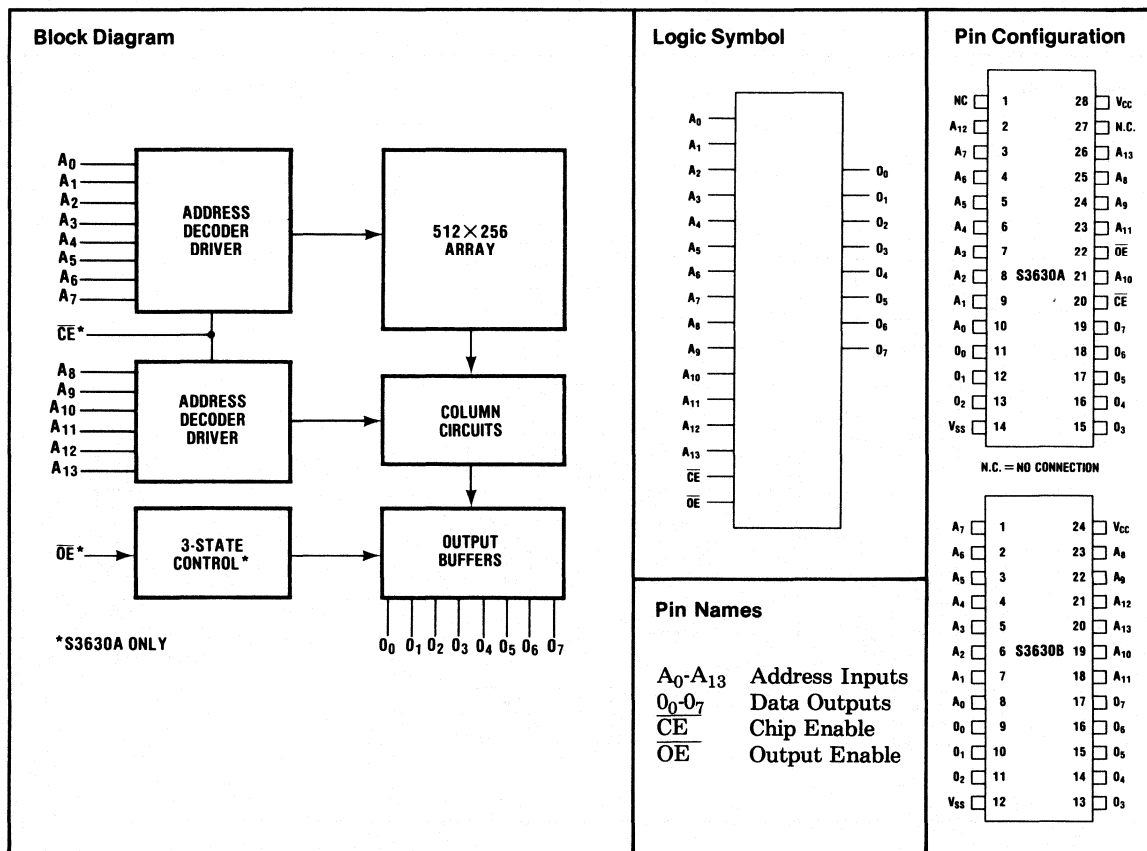 Block Diagram
A0
A1
A2
A3
A4
A5
A6
A7
ADDRESS
DECODER
DRIVER
512×256
ARRAY
CE*
A8
A9
A10
A11
A12
A13
ADDRESS
DECODER
DRIVER
COLUMN
CIRCUITS
OE*
3-STATE
CONTROL*
OUTPUT
BUFFERS
*S3630A ONLY
O0 O1 O2 O3 O4 O5 O6 O7
Logic Symbol
A0
A1
A2
A3
A4
A5
A6
A7
A8
A9
A10
A11
A12
A13
CE
OE
O0
O1
O2
O3
O4
O5
O6
O7
Pin Names
A0-A13 Address Inputs
O0-O7 Data Outputs
CE Chip Enable
OE Output Enable
Pin Configuration
NC 1 28 VCC
A12 2 27 N.C.
A7 3 26 A13
A6 4 25 A8
A5 5 24 A9
A4 6 23 A11
A3 7 22 OE
A2 8 S3630A 21 A10
A1 9 20 CE
A0 10 19 O7
O0 11 18 O6
O1 12 17 O5
O2 13 16 O4
VSS 14 15 O3
N.C. = NO CONNECTION
A7 1 24 VCC
A6 2 23 A8
A5 3 22 A9
A4 4 21 A12
A3 5 20 A13
A2 6 S3630B 19 A10
A1 7 18 A11
A0 8 17 O7
O0 9 16 O6
O1 10 15 O5
O2 11 14 O4
VSS 12 13 O3